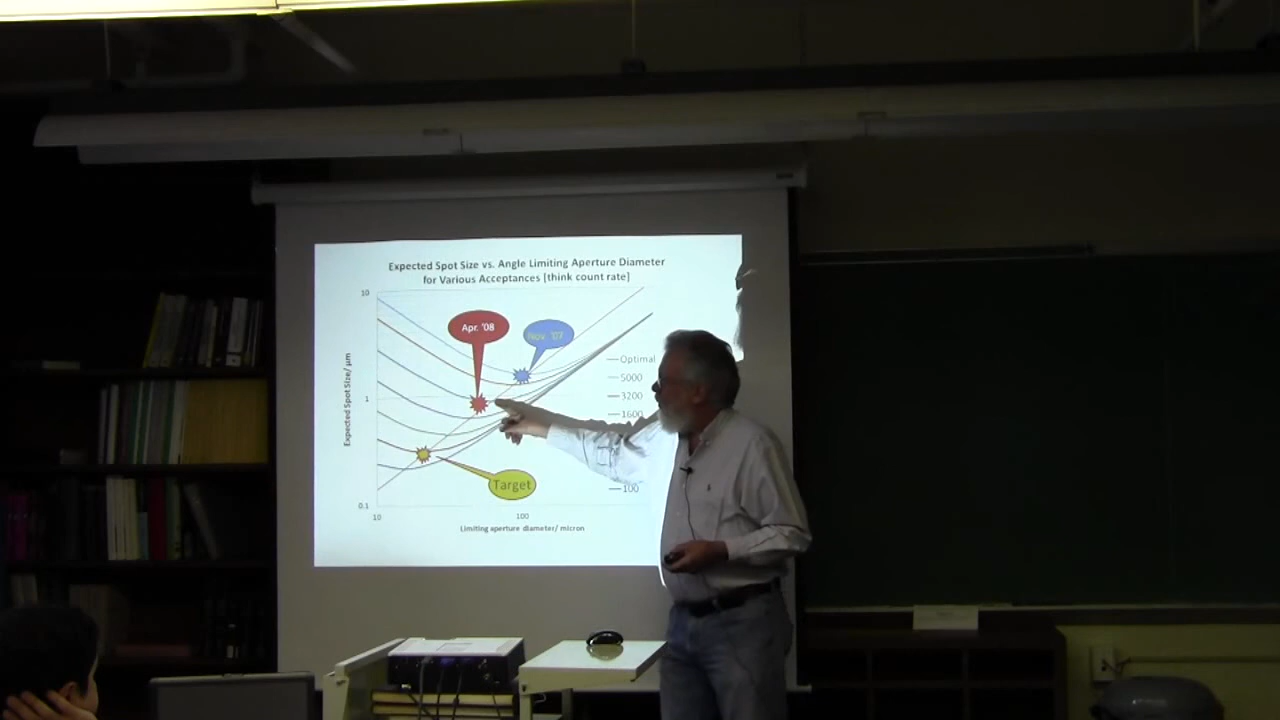 Expected Spot Size vs. Angle Limiting Aperture Diameter
for Various Acceptances [think count rate]
10
Apr. '08
Nov. '07
Optimal
5000
1
3200
1600
Expected Spot Size/ μm
Target
100
0.1
10
100
Limiting aperture diameter/ micron